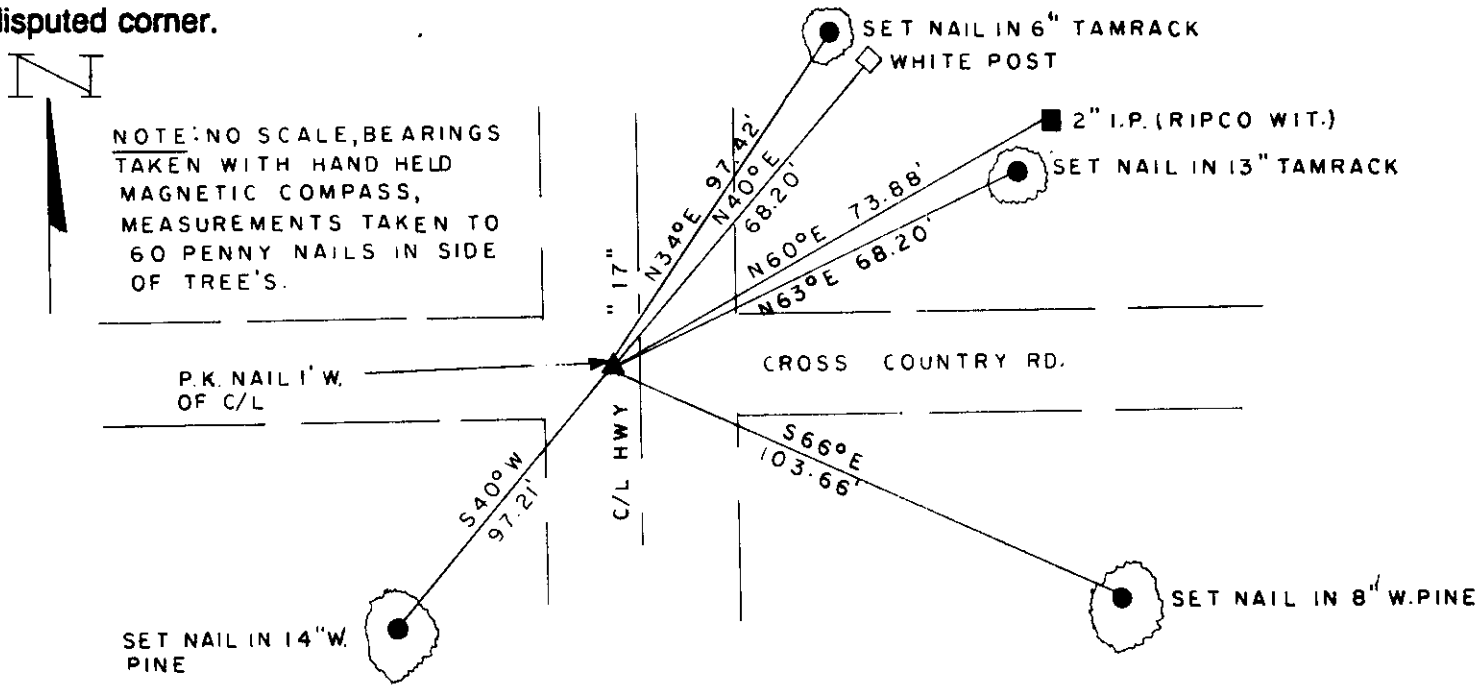 disputed corner.
N
NOTE: NO SCALE, BEARINGS
TAKEN WITH HAND HELD
MAGNETIC COMPASS,
MEASUREMENTS TAKEN TO
60 PENNY NAILS IN SIDE
OF TREE'S.
SET NAIL IN 6" TAMRACK
WHITE POST
2" I.P. (RIPCO WIT.)
SET NAIL IN 13" TAMRACK
N34°E 97.42'
N40°E
68.20'
N60°E 73.88'
N63°E 68.20'
"17"
P.K. NAIL 1' W.
OF C/L
CROSS COUNTRY RD.
C/L HWY
S40°W
97.21'
S66°E
103.66'
SET NAIL IN 14" W.
PINE
SET NAIL IN 8" W. PINE